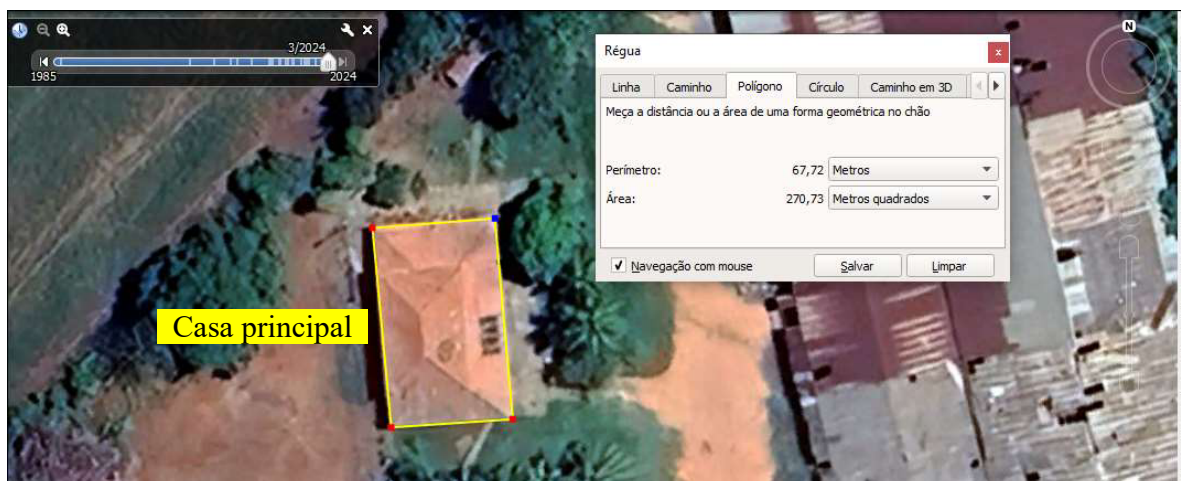 3/2024
1985
2024
Régua
x
Linha Caminho Polígono Círculo Caminho em 3D
Meça a distância ou a área de uma forma geométrica no chão
Perímetro: 67,72 Metros
Área: 270,73 Metros quadrados
Navegação com mouse Salvar Limpar
N
Casa principal